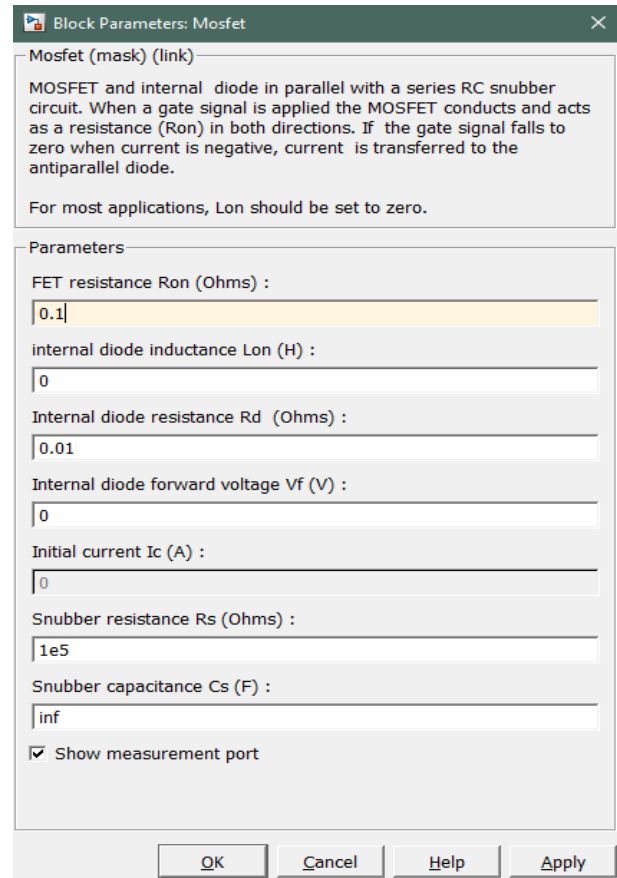 Block Parameters: Mosfet
Mosfet (mask) (link)
MOSFET and internal  diode in parallel with a series RC snubber
circuit. When a gate signal is applied the MOSFET conducts and acts
as a resistance (Ron) in both directions. If  the gate signal falls to
zero when current is negative, current  is transferred to the
antiparallel diode.
For most applications, Lon should be set to zero.
Parameters
FET resistance Ron (Ohms) :
0.1
internal diode inductance Lon (H) :
0
Internal diode resistance Rd  (Ohms) :
0.01
Internal diode forward voltage Vf (V) :
0
Initial current Ic (A) :
0
Snubber resistance Rs (Ohms) :
1e5
Snubber capacitance Cs (F) :
inf
Show measurement port
OK Cancel Help Apply